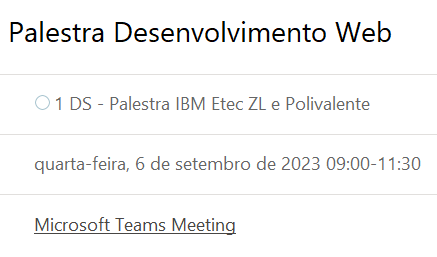 Palestra Desenvolvimento Web
1 DS - Palestra IBM Etec ZL e Polivalente
quarta-feira, 6 de setembro de 2023 09:00-11:30
Microsoft Teams Meeting